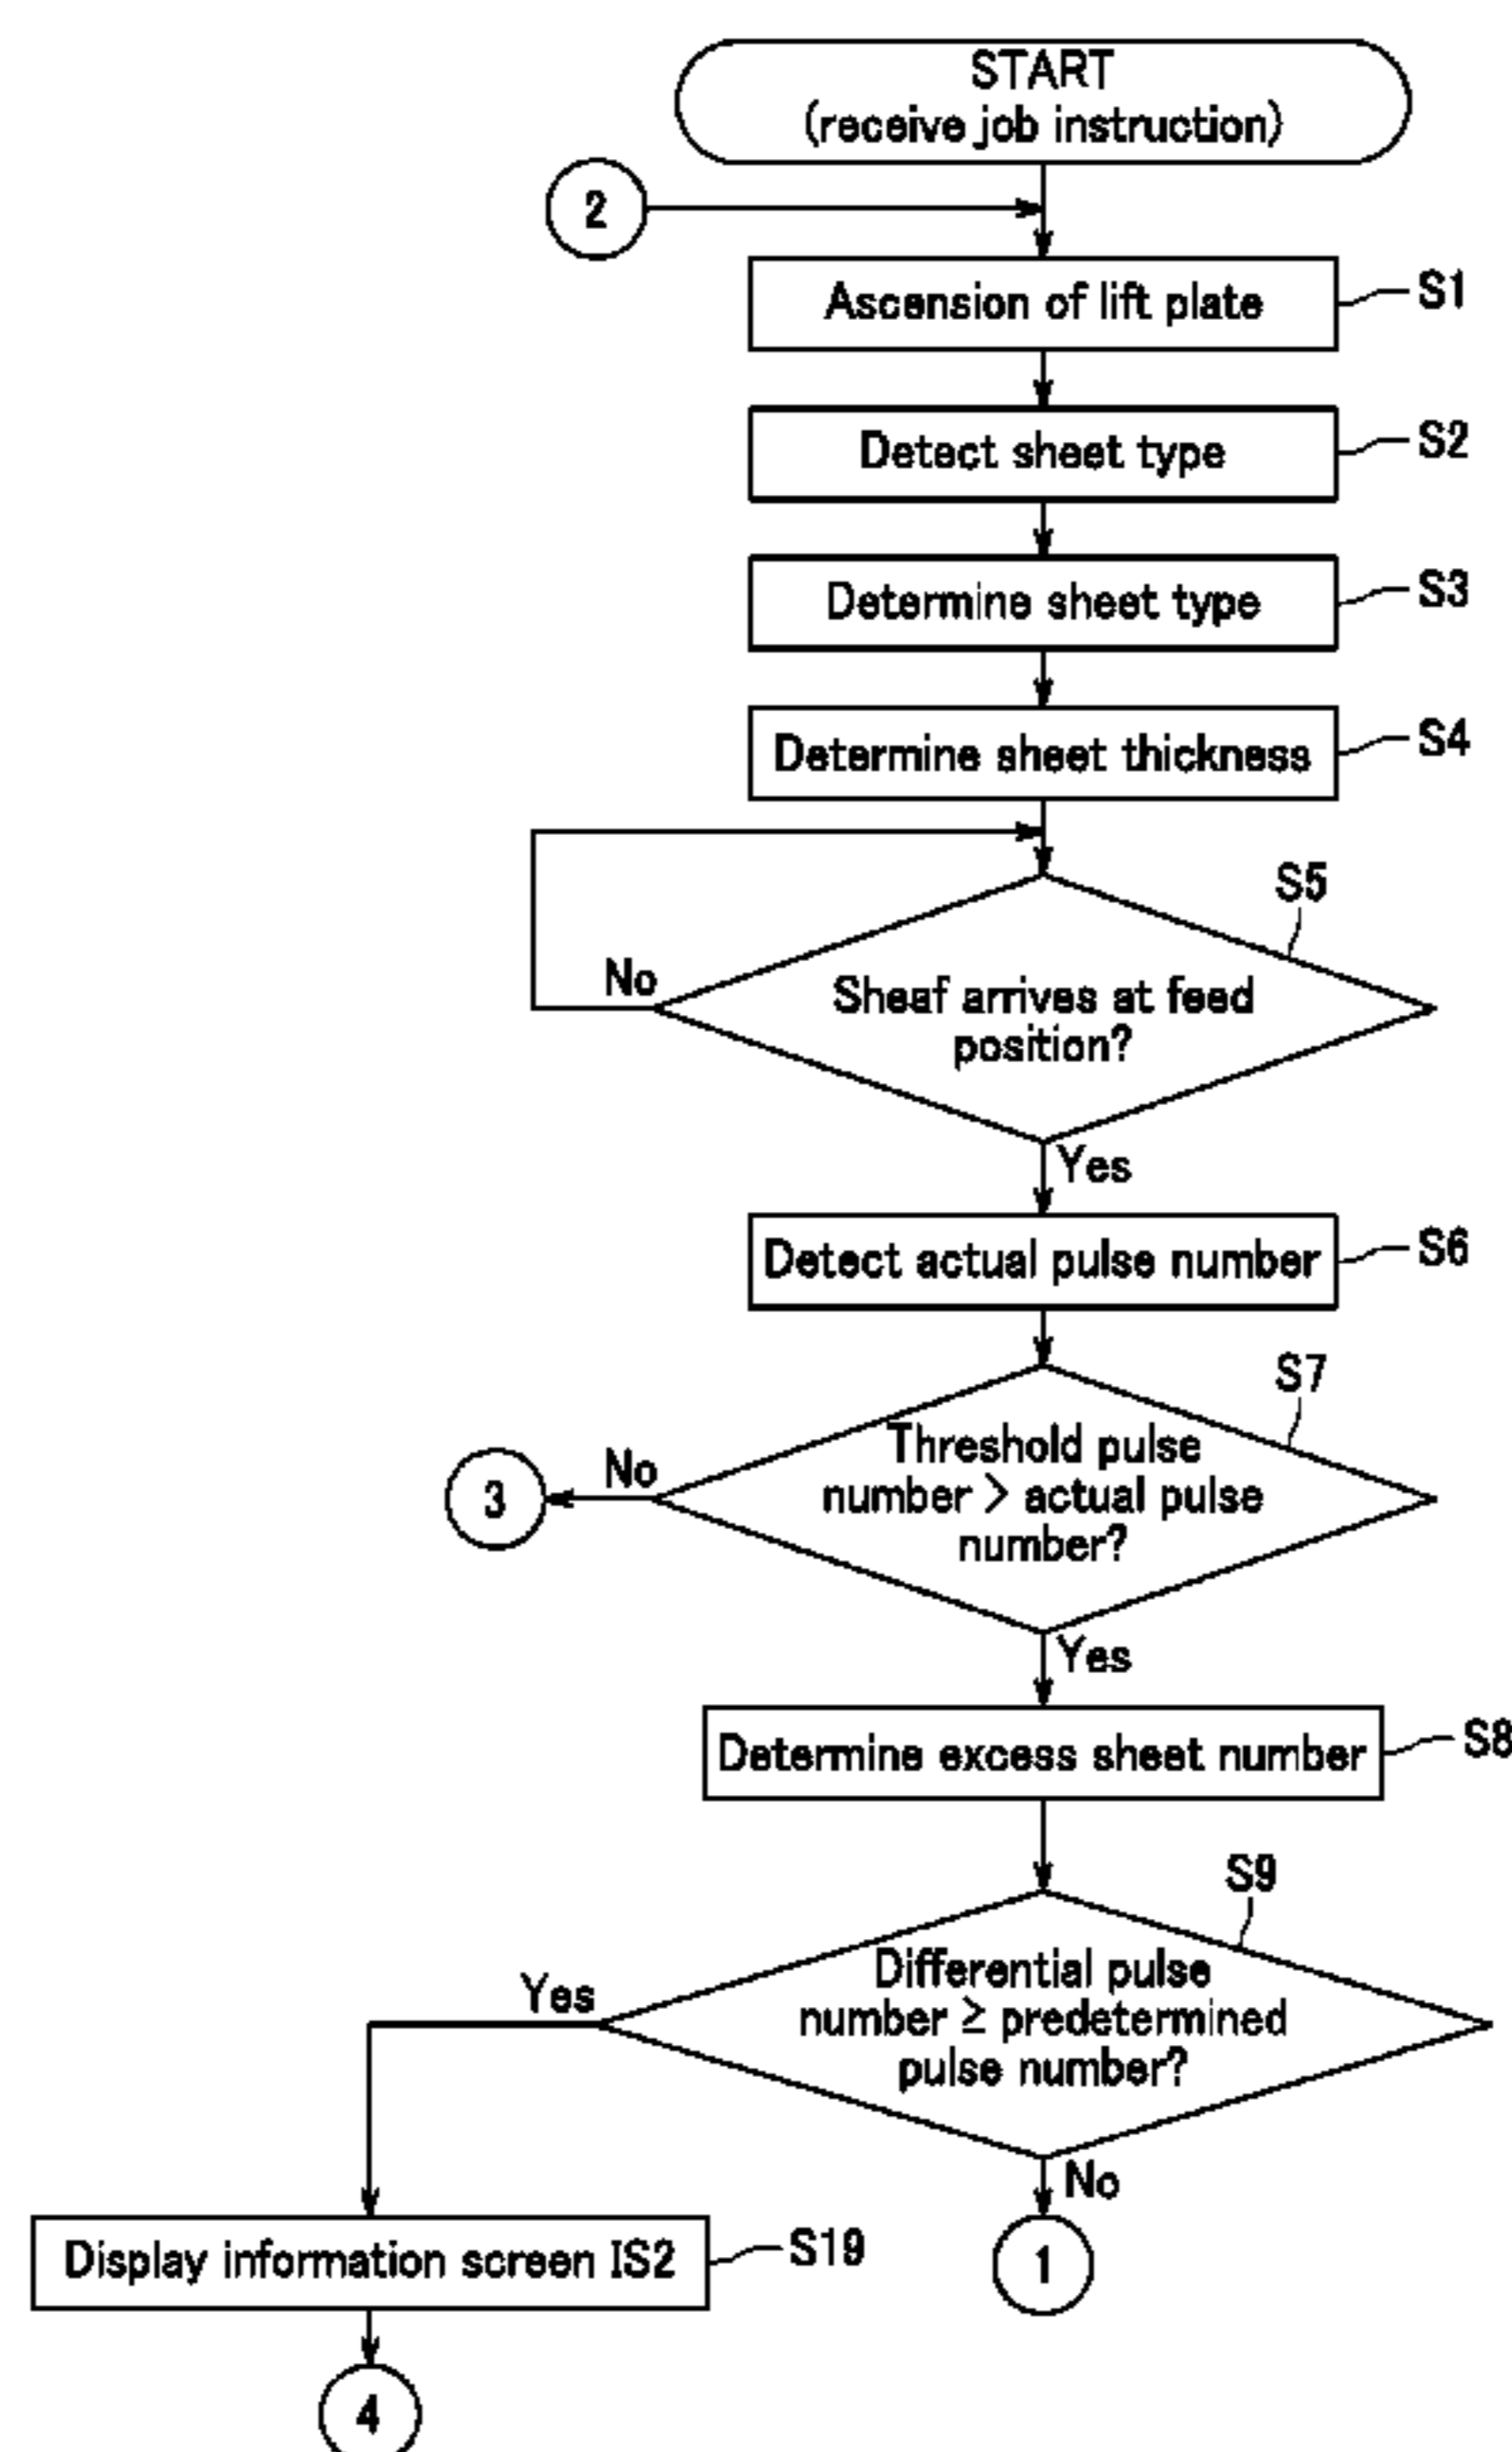 START
(receive job instruction)
2
Ascension of lift plate
S1
Detect sheet type
S2
Determine sheet type
S3
Determine sheet thickness
S4
S5
No
Sheaf arrives at feed
position?
Yes
Detect actual pulse number
S6
S7
Threshold pulse
No
number > actual pulse
3
number?
Yes
Determine excess sheet number
S8
S9
Differential pulse
Yes
number ≥ predetermined
pulse number?
No
Display information screen IS2
S19
1
4